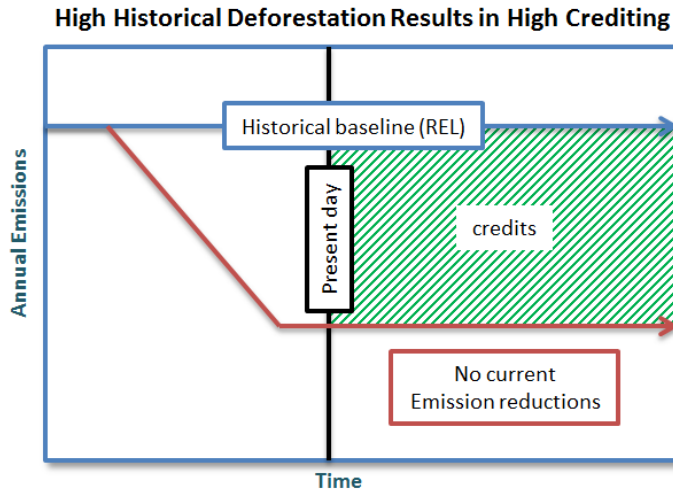 High Historical Deforestation Results in High Crediting
Historical baseline (REL)
Annual Emissions
Present day
credits
No current
Emission reductions
Time